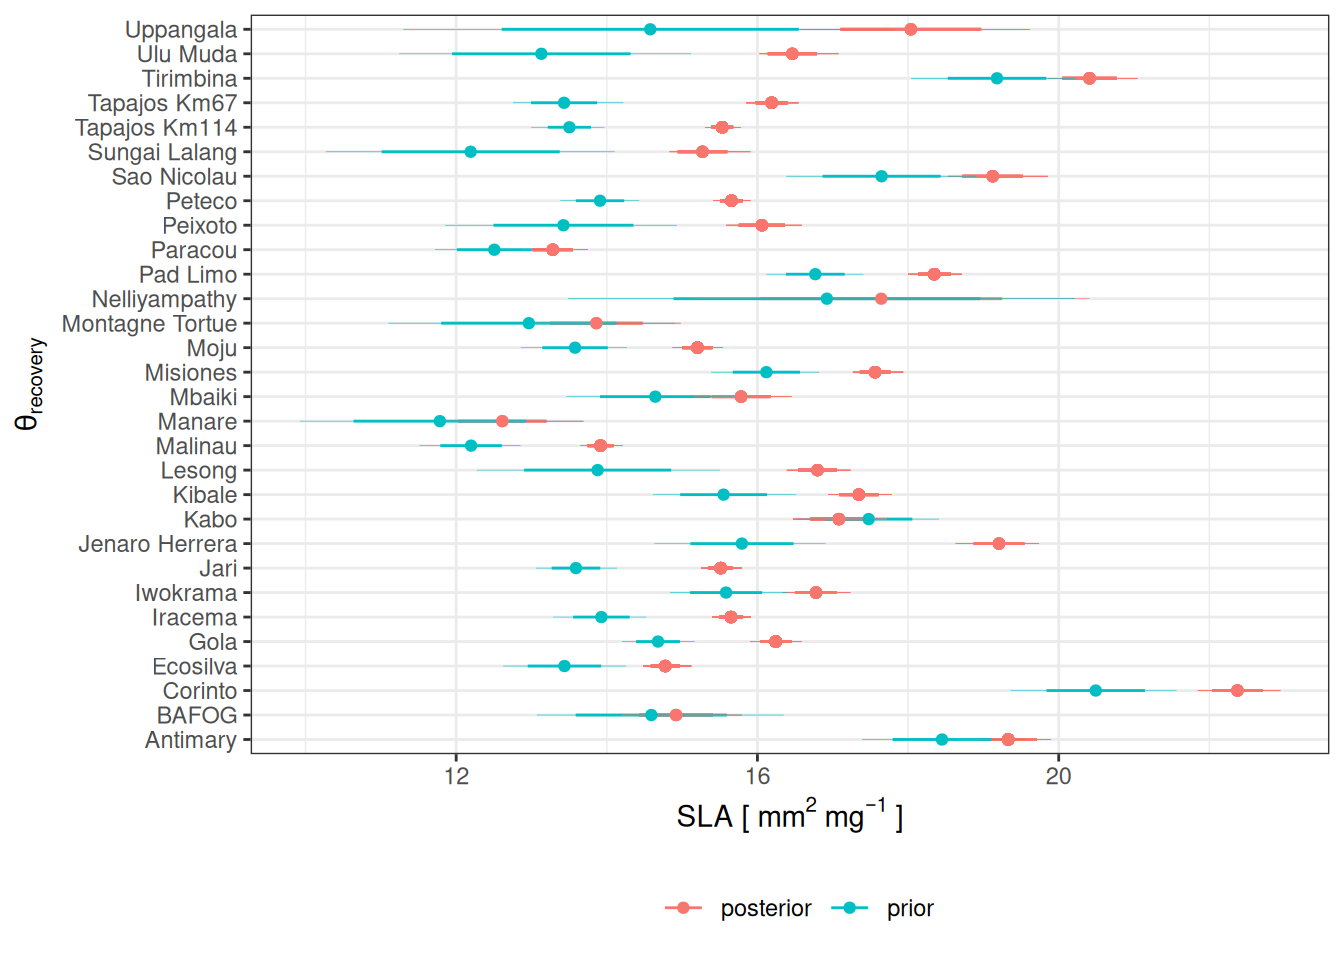 Uppangala
Ulu Muda
Tirimbina
Tapajos Km67
Tapajos Km114
Sungai Lalang
Sao Nicolau
Peteco
Peixoto
Paracou
Pad Limo
Nelliyampathy
Montagne Tortue
Moju
Misiones
Mbaiki
Manare
Malinau
Lesong
Kibale
Kabo
Jenaro Herrera
Jari
Iwokrama
Iracema
Gola
Ecosilva
Corinto
BAFOG
Antimary
θrecovery
12 16 20
SLA [ mm² mg⁻¹ ]
posterior prior